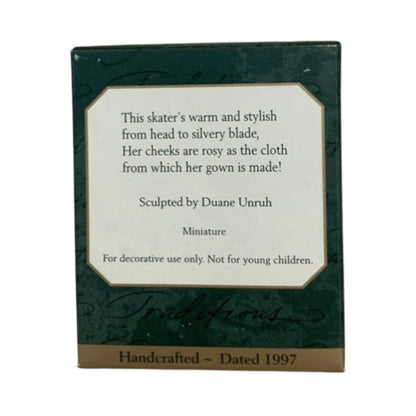 This skater's warm and stylish
from head to silvery blade,
Her cheeks are rosy as the cloth
from which her gown is made!
Sculpted by Duane Unruh
Miniature
For decorative use only. Not for young children.
Traditions
Handcrafted ~ Dated 1997